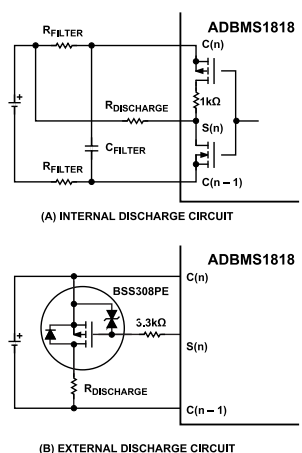 ADBMS1818
RFILTER
C(n)
1kΩ
RDISCHARGE
S(n)
CFILTER
RFILTER
C(n – 1)
+
(A) INTERNAL DISCHARGE CIRCUIT
ADBMS1818
BSS308PE
C(n)
3.3kΩ
S(n)
+
RDISCHARGE
C(n – 1)
(B) EXTERNAL DISCHARGE CIRCUIT